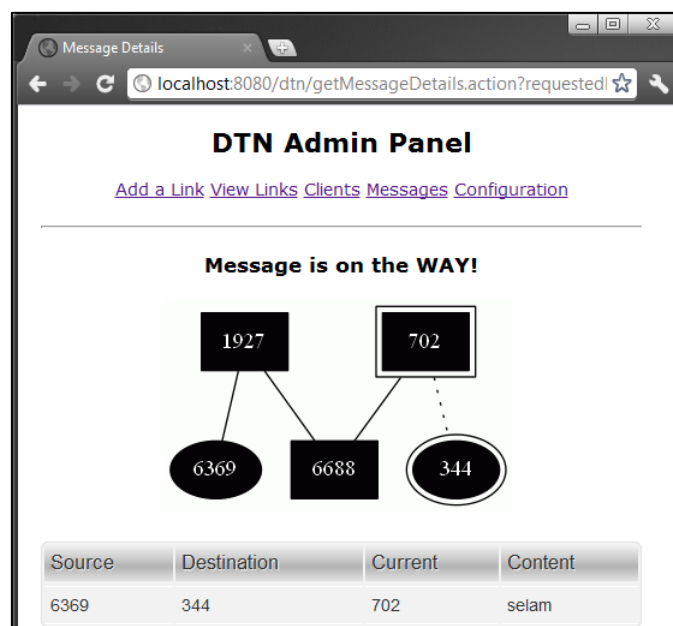 Message Details
localhost:8080/dtn/getMessageDetails.action?requested
DTN Admin Panel
Add a Link View Links Clients Messages Configuration
Message is on the WAY!
1927 702
6369 6688 344
Source Destination Current Content
6369 344 702 selam